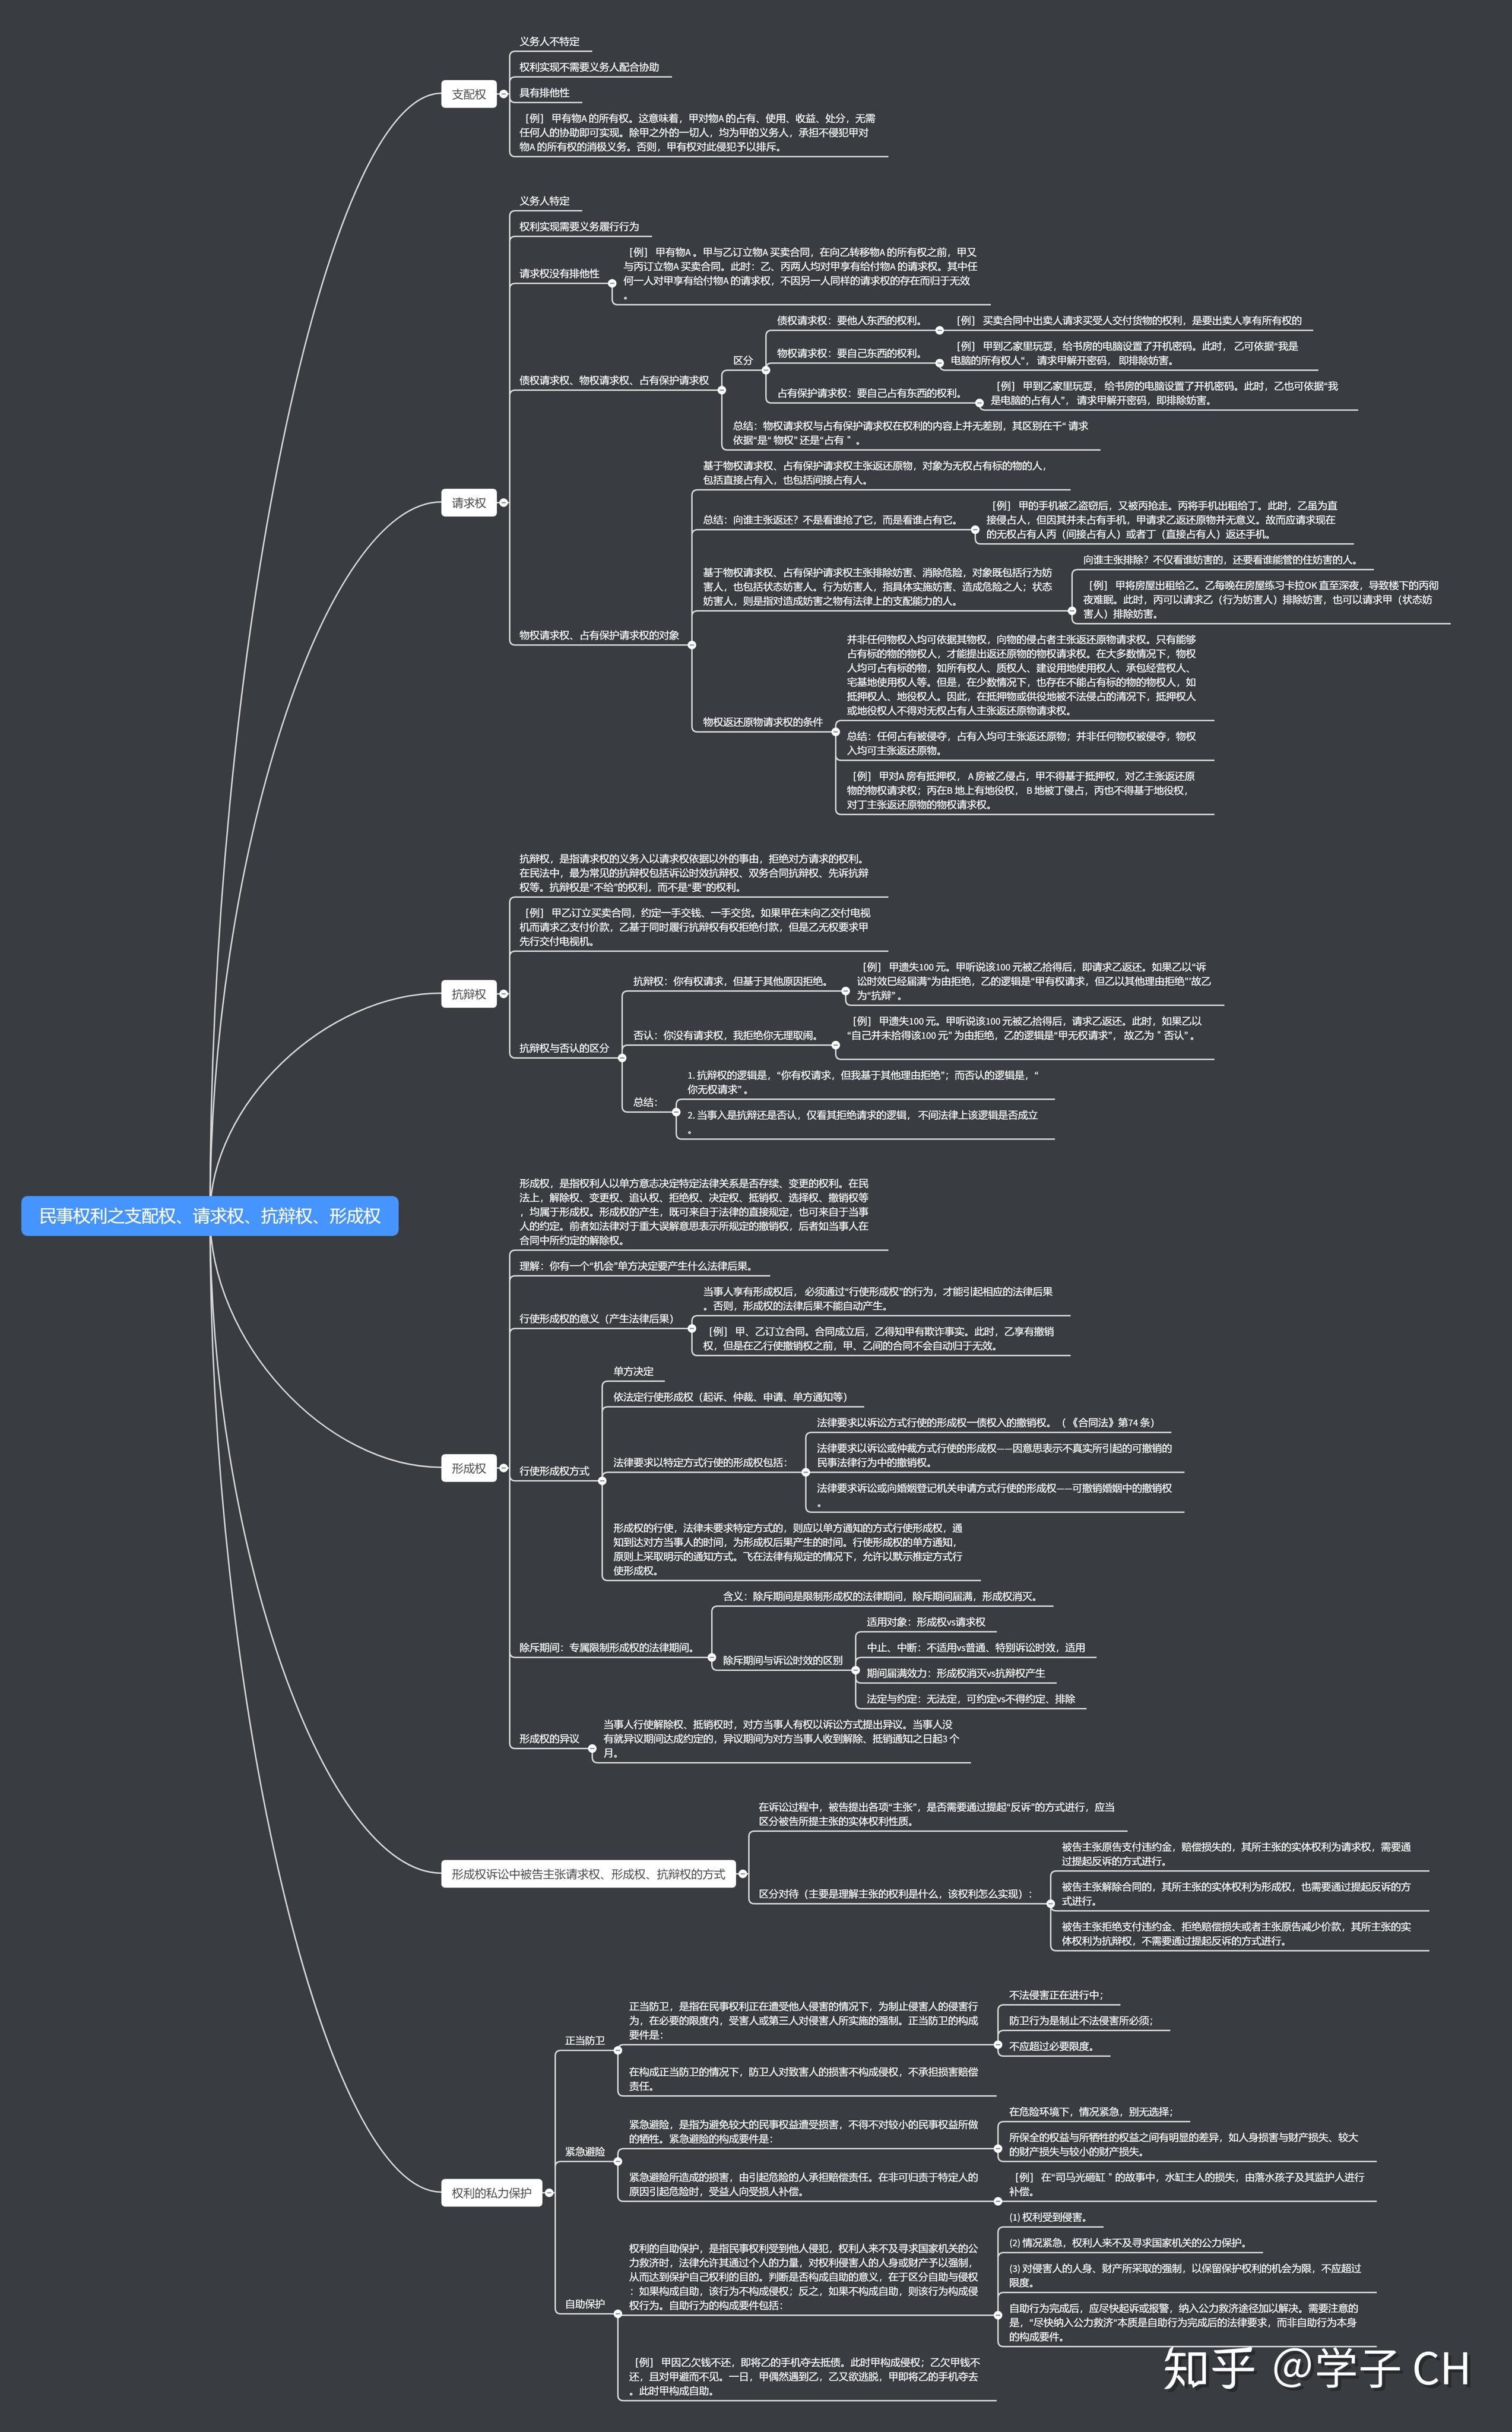 支配权
义务人不特定
权利实现不需要义务人配合协助
具有排他性
［例］ 甲有物A 的所有权。这意味着，甲对物A 的占有、使用、收益、处分，无需
任何人的协助即可实现。除甲之外的一切人，均为甲的义务人，承担不侵犯甲对
物A 的所有权的消极义务。否则，甲有权对此侵犯予以排斥。
请求权
义务人特定
权利实现需要义务履行行为
请求权没有排他性
［例］ 甲有物A 。甲与乙订立物A 买卖合同，在向乙转移物A 的所有权之前，甲又
与丙订立物A 买卖合同。此时：乙、丙两人均对甲享有给付物A 的请求权。其中任
何一人对甲享有给付物A 的请求权，不因另一人同样的请求权的存在而归于无效
。
债权请求权、物权请求权、占有保护请求权
区分
债权请求权：要他人东西的权利。
［例］ 买卖合同中出卖人请求买受人交付货物的权利，是要出卖人享有所有权的
物权请求权：要自己东西的权利。
［例］ 甲到乙家里玩耍，给书房的电脑设置了开机密码。此时， 乙可依据“我是
电脑的所有权人“， 请求甲解开密码， 即排除妨害。
占有保护请求权：要自己占有东西的权利。
［例］ 甲到乙家里玩耍， 给书房的电脑设置了开机密码。此时，乙也可依据“我
是电脑的占有人”， 请求甲解开密码，即排除妨害。
总结：物权请求权与占有保护请求权在权利的内容上并无差别，其区别在千“ 请求
依据“是“ 物权” 还是“占有＂ 。
物权请求权、占有保护请求权的对象
基于物权请求权、占有保护请求权主张返还原物，对象为无权占有标的物的人，
包括直接占有入，也包括间接占有人。
总结：向谁主张返还？不是看谁抢了它，而是看谁占有它。
［例］ 甲的手机被乙盗窃后，又被丙抢走。丙将手机出租给丁。此时，乙虽为直
接侵占人，但因其并未占有手机，甲请求乙返还原物并无意义。故而应请求现在
的无权占有人丙（间接占有人）或者丁（直接占有人）返还手机。
基于物权请求权、占有保护请求权主张排除妨害、消除危险，对象既包括行为妨
害人，也包括状态妨害人。行为妨害人，指具体实施妨害、造成危险之人；状态
妨害人，则是指对造成妨害之物有法律上的支配能力的人。
向谁主张排除？不仅看谁妨害的，还要看谁能管的住妨害的人。
［例］ 甲将房屋出租给乙。乙每晚在房屋练习卡拉OK 直至深夜，导致楼下的丙彻
夜难眠。此时，丙可以请求乙（行为妨害人）排除妨害，也可以请求甲（状态妨
害人）排除妨害。
物权返还原物请求权的条件
并非任何物权入均可依据其物权，向物的侵占者主张返还原物请求权。只有能够
占有标的物的物权人，才能提出返还原物的物权请求权。在大多数情况下，物权
人均可占有标的物，如所有权人、质权人、建设用地使用权人、承包经营权人、
宅基地使用权人等。但是，在少数情况下，也存在不能占有标的物的物权人，如
抵押权人、地役权人。因此，在抵押物或供役地被不法侵占的清况下，抵押权人
或地役权人不得对无权占有人主张返还原物请求权。
总结：任何占有被侵夺，占有入均可主张返还原物；并非任何物权被侵夺，物权
入均可主张返还原物。
［例］ 甲对A 房有抵押权， A 房被乙侵占，甲不得基于抵押权，对乙主张返还原
物的物权请求权；丙在B 地上有地役权， B 地被丁侵占，丙也不得基于地役权，
对丁主张返还原物的物权请求权。
抗辩权
抗辩权，是指请求权的义务入以请求权依据以外的事由，拒绝对方请求的权利。
在民法中，最为常见的抗辩权包括诉讼时效抗辩权、双务合同抗辩权、先诉抗辩
权等。抗辩权是“不给”的权利，而不是“要”的权利。
［例］ 甲乙订立买卖合同，约定一手交钱、一手交货。如果甲在未向乙交付电视
机而请求乙支付价款，乙基于同时履行抗辩权有权拒绝付款，但是乙无权要求甲
先行交付电视机。
抗辩权与否认的区分
抗辩权：你有权请求，但基于其他原因拒绝。
［例］ 甲遗失100 元。甲听说该100 元被乙拾得后，即请求乙返还。如果乙以“诉
讼时效已经届满”为由拒绝，乙的逻辑是“甲有权请求，但乙以其他理由拒绝”故乙
为“抗辩” 。
否认：你没有请求权，我拒绝你无理取闹。
［例］ 甲遗失100 元。甲听说该100 元被乙拾得后，请求乙返还。此时，如果乙以
“自己并未拾得该100 元” 为由拒绝，乙的逻辑是“甲无权请求”， 故乙为＂否认” 。
总结：
1. 抗辩权的逻辑是，“你有权请求，但我基于其他理由拒绝”；而否认的逻辑是，“
你无权请求” 。
2. 当事入是抗辩还是否认，仅看其拒绝请求的逻辑， 不间法律上该逻辑是否成立
。
民事权利之支配权、请求权、抗辩权、形成权
形成权
形成权，是指权利人以单方意志决定特定法律关系是否存续、变更的权利。在民
法上，解除权、变更权、追认权、拒绝权、决定权、抵销权、选择权、撤销权等
，均属于形成权。形成权的产生，既可来自于法律的直接规定，也可来自于当事
人的约定。前者如法律对于重大误解意思表示所规定的撤销权，后者如当事人在
合同中所约定的解除权。
理解：你有一个“机会”单方决定要产生什么法律后果。
行使形成权的意义（产生法律后果）
当事人享有形成权后， 必须通过“行使形成权”的行为，才能引起相应的法律后果
。否则，形成权的法律后果不能自动产生。
［例］ 甲、乙订立合同。合同成立后，乙得知甲有欺诈事实。此时，乙享有撤销
权，但是在乙行使撤销权之前，甲、乙间的合同不会自动归于无效。
行使形成权方式
单方决定
依法定行使形成权（起诉、仲裁、申请、单方通知等）
法律要求以特定方式行使的形成权包括：
法律要求以诉讼方式行使的形成权一债权入的撤销权。（ 《合同法》第74 条）
法律要求以诉讼或仲裁方式行使的形成权——因意思表示不真实所引起的可撤销的
民事法律行为中的撤销权。
法律要求诉讼或向婚姻登记机关申请方式行使的形成权——可撤销婚姻中的撤销权
。
形成权的行使，法律未要求特定方式的，则应以单方通知的方式行使形成权，通
知到达对方当事人的时间，为形成权后果产生的时间。行使形成权的单方通知，
原则上采取明示的通知方式。飞在法律有规定的情况下，允许以默示推定方式行
使形成权。
除斥期间：专属限制形成权的法律期间。
含义：除斥期间是限制形成权的法律期间，除斥期间届满，形成权消灭。
除斥期间与诉讼时效的区别
适用对象：形成权vs请求权
中止、中断：不适用vs普通、特别诉讼时效，适用
期间届满效力：形成权消灭vs抗辩权产生
法定与约定：无法定，可约定vs不得约定、排除
形成权的异议
当事人行使解除权、抵销权时，对方当事人有权以诉讼方式提出异议。当事人没
有就异议期间达成约定的，异议期间为对方当事人收到解除、抵销通知之日起3 个
月。
形成权诉讼中被告主张请求权、形成权、抗辩权的方式
在诉讼过程中，被告提出各项“主张”，是否需要通过提起“反诉”的方式进行，应当
区分被告所提主张的实体权利性质。
区分对待（主要是理解主张的权利是什么，该权利怎么实现）：
被告主张原告支付违约金，赔偿损失的，其所主张的实体权利为请求权，需要通
过提起反诉的方式进行。
被告主张解除合同的，其所主张的实体权利为形成权，也需要通过提起反诉的方
式进行。
被告主张拒绝支付违约金、拒绝赔偿损失或者主张原告减少价款，其所主张的实
体权利为抗辩权，不需要通过提起反诉的方式进行。
权利的私力保护
正当防卫
正当防卫，是指在民事权利正在遭受他人侵害的情况下，为制止侵害人的侵害行
为，在必要的限度内，受害人或第三人对侵害人所实施的强制。正当防卫的构成
要件是：
不法侵害正在进行中；
防卫行为是制止不法侵害所必须；
不应超过必要限度。
在构成正当防卫的情况下，防卫人对致害人的损害不构成侵权，不承担损害赔偿
责任。
紧急避险
紧急避险，是指为避免较大的民事权益遭受损害，不得不对较小的民事权益所做
的牺牲。紧急避险的构成要件是：
在危险环境下，情况紧急，别无选择；
所保全的权益与所牺牲的权益之间有明显的差异，如人身损害与财产损失、较大
的财产损失与较小的财产损失。
紧急避险所造成的损害，由引起危险的人承担赔偿责任。在非可归责于特定人的
原因引起危险时，受益人向受损人补偿。
［例］ 在“司马光砸缸＂的故事中，水缸主人的损失，由落水孩子及其监护人进行
补偿。
自助保护
权利的自助保护，是指民事权利受到他人侵犯，权利人来不及寻求国家机关的公
力救济时，法律允许其通过个人的力量，对权利侵害人的人身或财产予以强制，
从而达到保护自己权利的目的。判断是否构成自助的意义，在于区分自助与侵权
：如果构成自助，该行为不构成侵权；反之，如果不构成自助，则该行为构成侵
权行为。自助行为的构成要件包括：
(1) 权利受到侵害。
(2) 情况紧急，权利人来不及寻求国家机关的公力保护。
(3) 对侵害人的人身、财产所采取的强制，以保留保护权利的机会为限，不应超过
限度。
自助行为完成后，应尽快起诉或报警，纳入公力救济途径加以解决。需要注意的
是，“尽快纳入公力救济“本质是自助行为完成后的法律要求，而非自助行为本身
的构成要件。
［例］ 甲因乙欠钱不还，即将乙的手机夺去抵债。此时甲构成侵权；乙欠甲钱不
还，且对甲避而不见。一日，甲偶然遇到乙，乙又欲逃脱，甲即将乙的手机夺去
。此时甲构成自助。
知乎 @学子 CH